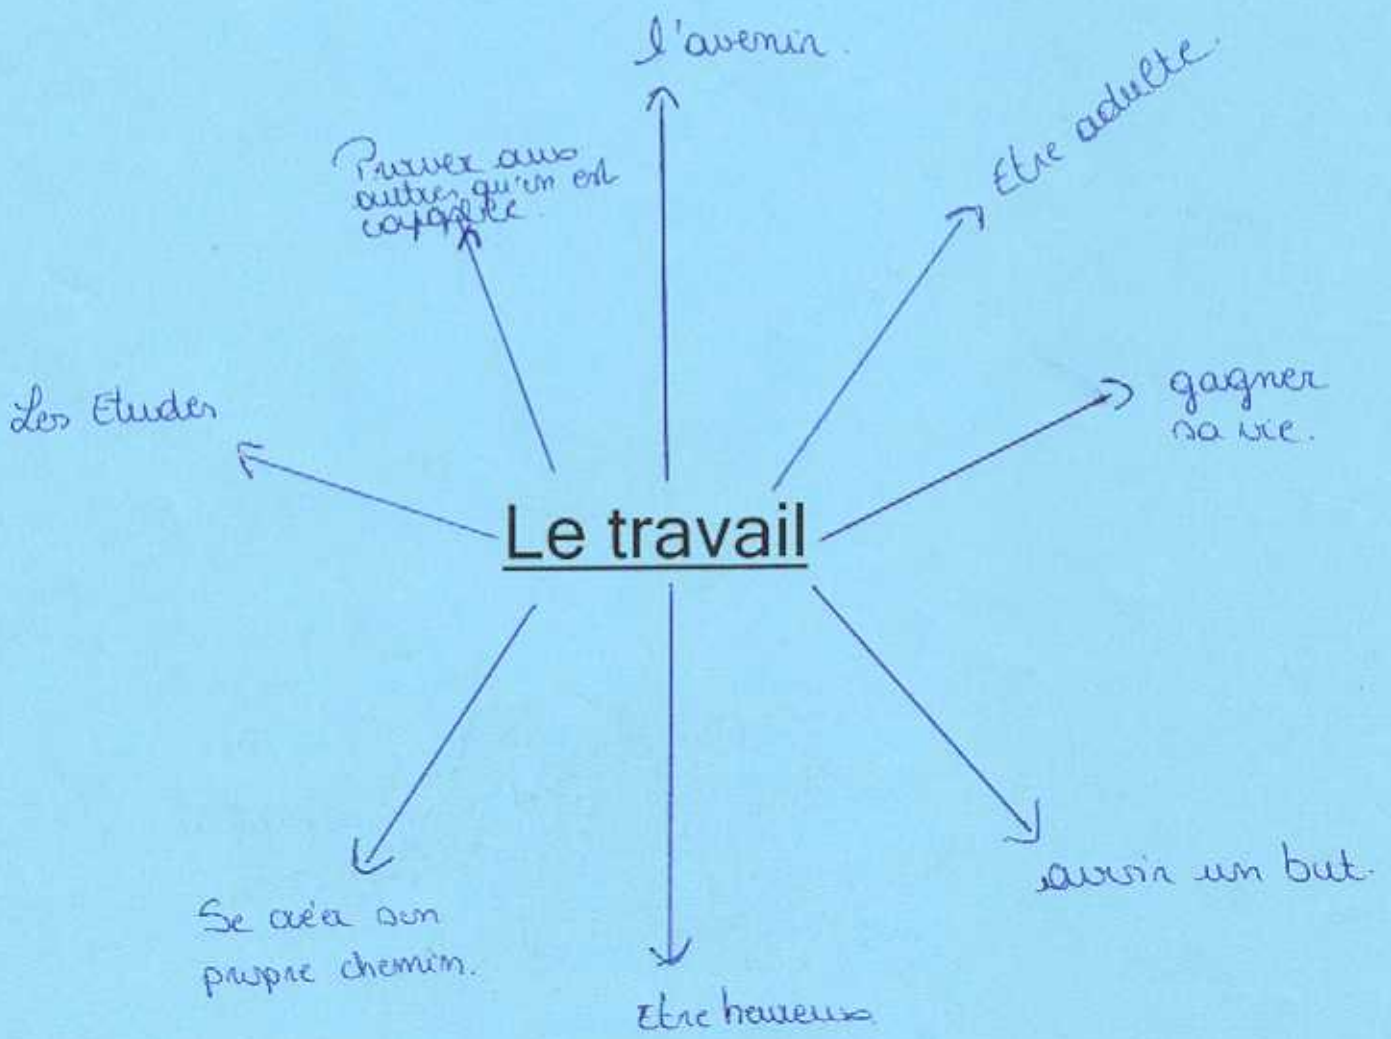 l'avenir.
Etre adulte.
Prouver aux
autres qu'on est
capable.
gagner
sa vie.
Les Etudes
Le travail
avoir un but.
Se créer son
propre chemin.
Etre heureux